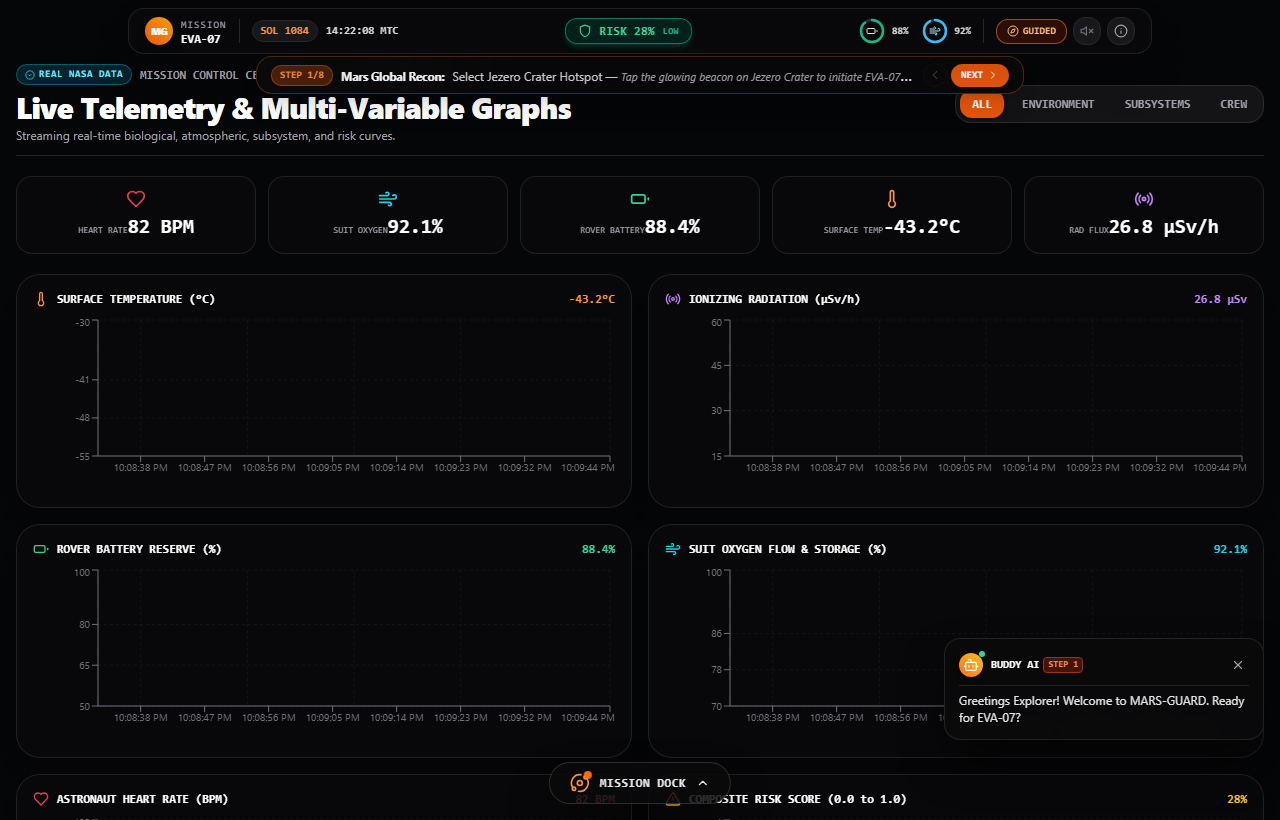 MG MISSION EVA-07 SOL 1084 14:22:08 MTC RISK 28% LOW 88% 92% GUIDED
REAL NASA DATA MISSION CONTROL CE
STEP 1/8 Mars Global Recon: Select Jezero Crater Hotspot — Tap the glowing beacon on Jezero Crater to initiate EVA-07... NEXT
Live Telemetry & Multi-Variable Graphs
ALL ENVIRONMENT SUBSYSTEMS CREW
Streaming real-time biological, atmospheric, subsystem, and risk curves.
HEART RATE 82 BPM
SUIT OXYGEN 92.1%
ROVER BATTERY 88.4%
SURFACE TEMP -43.2°C
RAD FLUX 26.8 µSv/h
SURFACE TEMPERATURE (°C) -43.2°C
-30
-41
-48
-55
10:08:38 PM 10:08:47 PM 10:08:56 PM 10:09:05 PM 10:09:14 PM 10:09:23 PM 10:09:32 PM 10:09:44 PM
IONIZING RADIATION (µSv/h) 26.8 µSv
60
45
30
15
10:08:38 PM 10:08:47 PM 10:08:56 PM 10:09:05 PM 10:09:14 PM 10:09:23 PM 10:09:32 PM 10:09:44 PM
ROVER BATTERY RESERVE (%) 88.4%
100
80
65
50
10:08:38 PM 10:08:47 PM 10:08:56 PM 10:09:05 PM 10:09:14 PM 10:09:23 PM 10:09:32 PM 10:09:44 PM
SUIT OXYGEN FLOW & STORAGE (%) 92.1%
100
86
78
70
10:08:38 PM 10:08:47 PM 10:08:56 PM
BUDDY AI STEP 1
Greetings Explorer! Welcome to MARS-GUARD. Ready
for EVA-07?
MISSION DOCK
ASTRONAUT HEART RATE (BPM) 82 BPM
COMPOSITE RISK SCORE (0.0 to 1.0) 28%